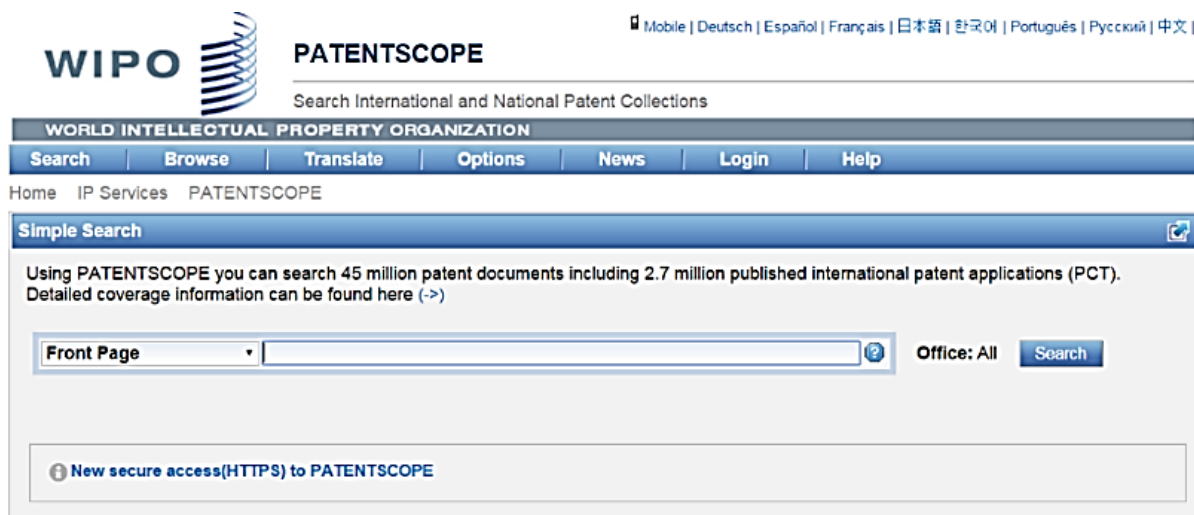 Mobile | Deutsch | Español | Français | 日本語 | 한국어 | Português | Русский | 中文 |
WIPO
PATENTSCOPE
Search International and National Patent Collections
WORLD INTELLECTUAL PROPERTY ORGANIZATION
Search | Browse | Translate | Options | News | Login | Help
Home IP Services PATENTSCOPE
Simple Search
Using PATENTSCOPE you can search 45 million patent documents including 2.7 million published international patent applications (PCT).
Detailed coverage information can be found here (->)
Front Page ? Office: All Search
New secure access(HTTPS) to PATENTSCOPE